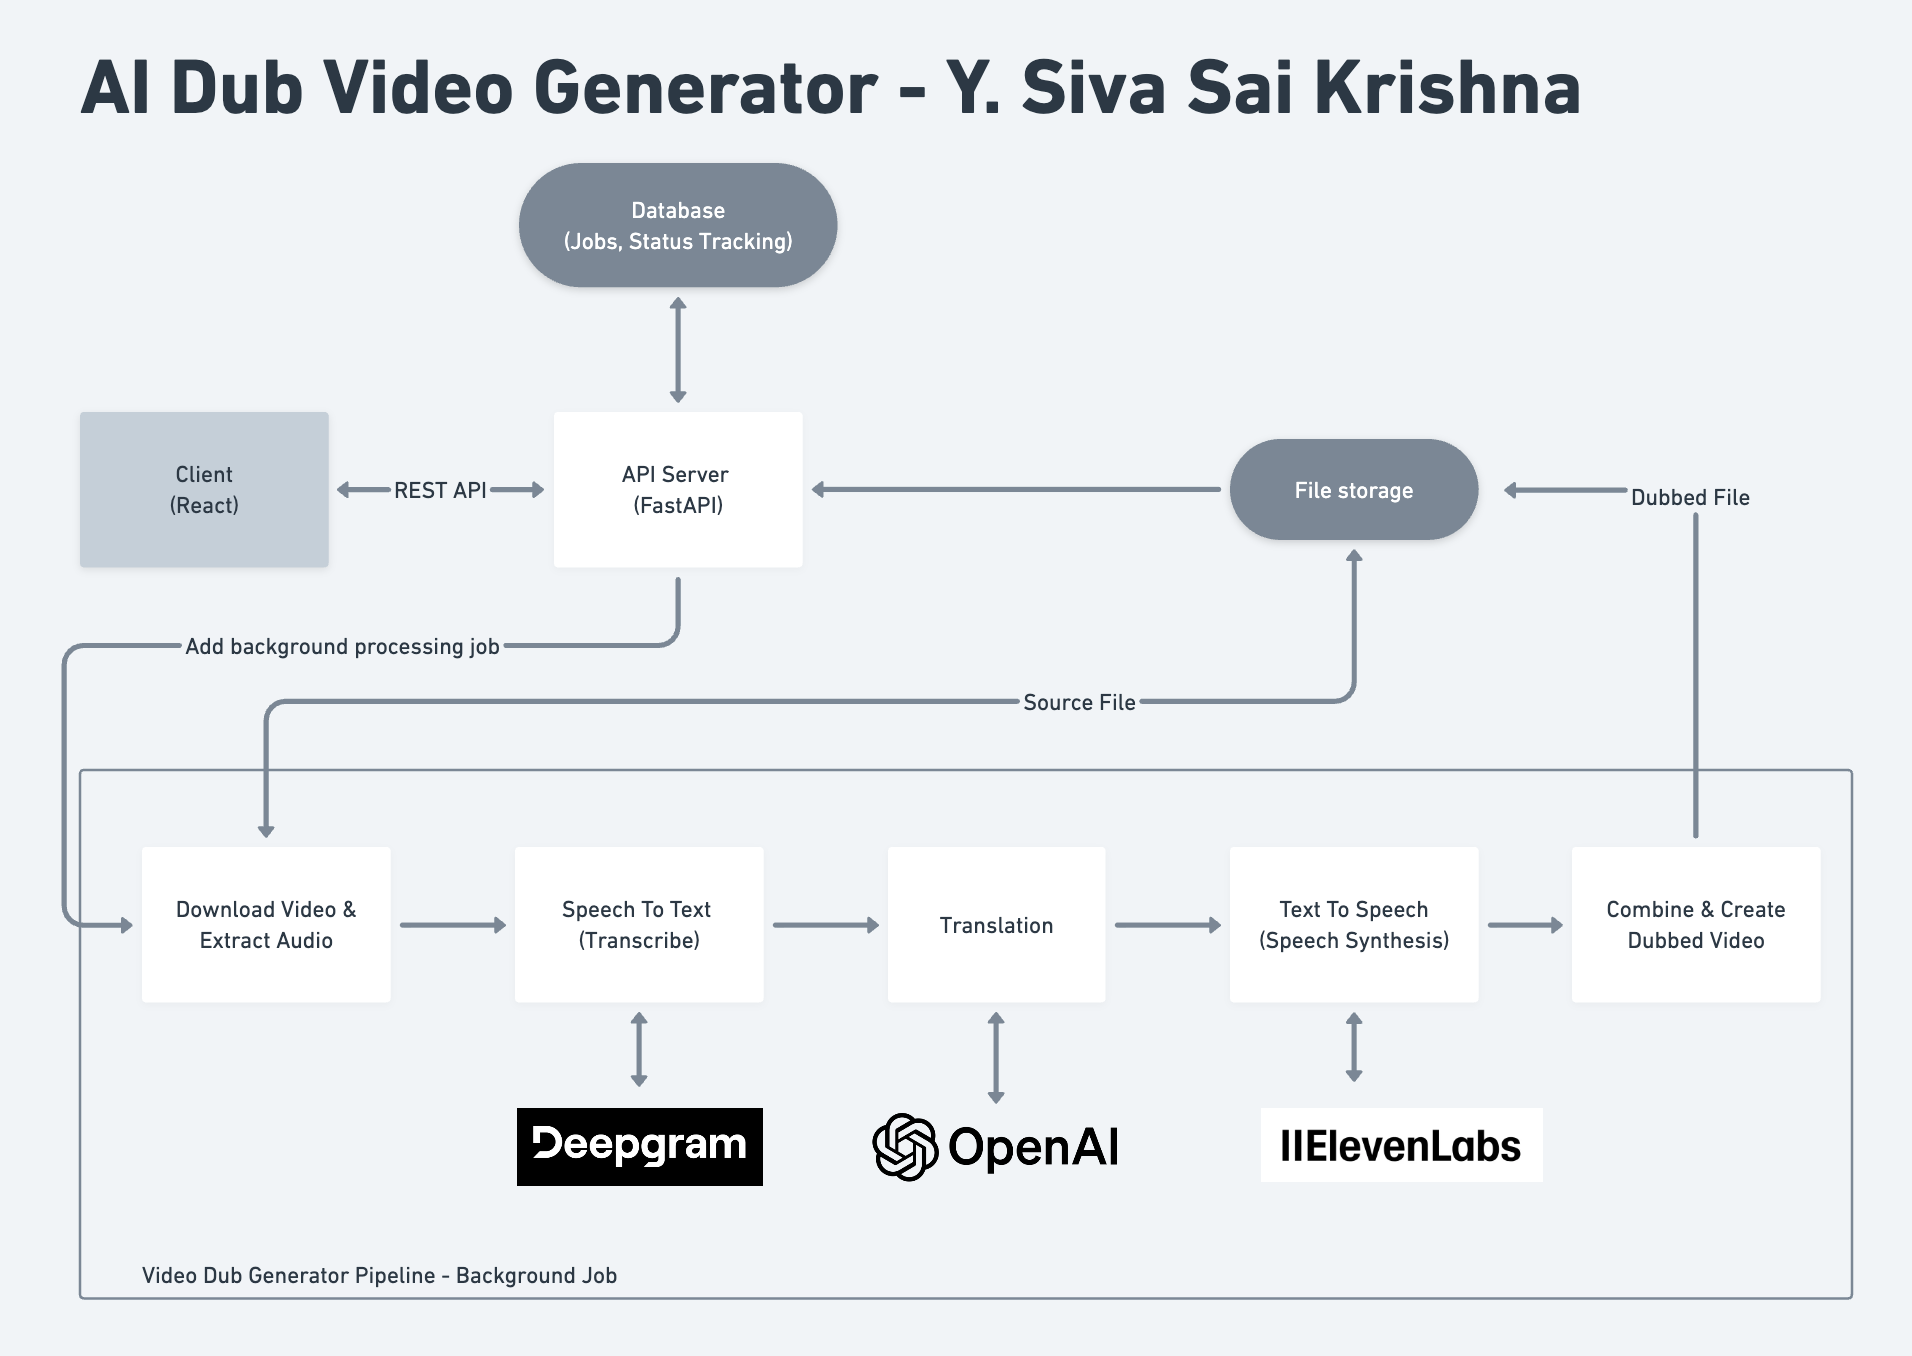 AI Dub Video Generator - Y. Siva Sai Krishna
Database
(Jobs, Status Tracking)
Client
(React)
REST API
API Server
(FastAPI)
File storage
Dubbed File
Add background processing job
Source File
Download Video &
Extract Audio
Speech To Text
(Transcribe)
Translation
Text To Speech
(Speech Synthesis)
Combine & Create
Dubbed Video
Deepgram
OpenAI
IIElevenLabs
Video Dub Generator Pipeline - Background Job